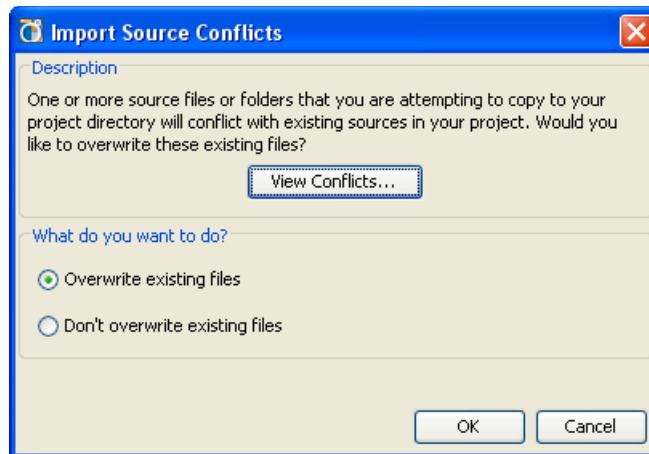 Import Source Conflicts
Description
One or more source files or folders that you are attempting to copy to your
project directory will conflict with existing sources in your project. Would you
like to overwrite these existing files?
View Conflicts...
What do you want to do?
Overwrite existing files
Don't overwrite existing files
OK Cancel